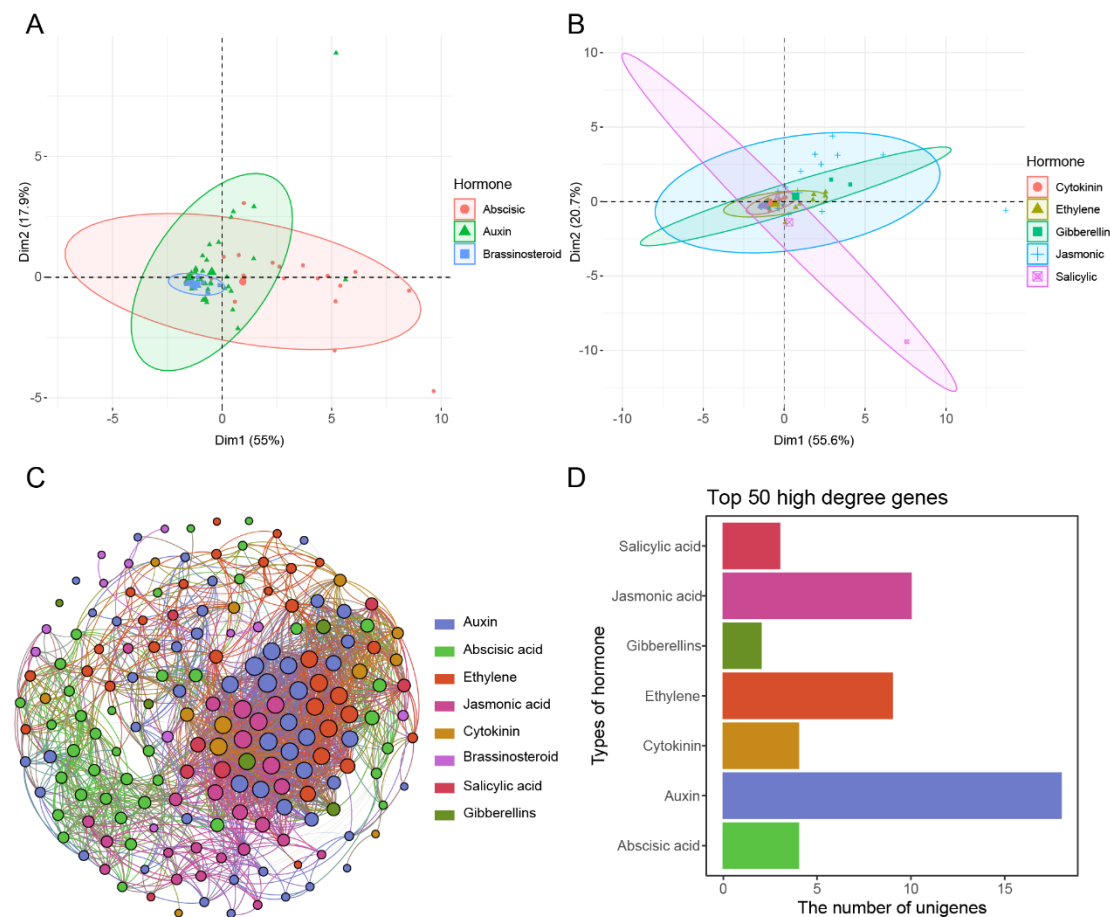 A
Dim2 (17.9%)
5
0
-5
-5
0
5
10
Dim1 (55%)
Hormone
Abscisic
Auxin
Brassinosteroid
B
Dim2 (20.7%)
10
5
0
-5
-10
-10
-5
0
5
10
Dim1 (55.6%)
Hormone
Cytokinin
Ethylene
Gibberellin
Jasmonic
Salicylic
C
Auxin
Abscisic acid
Ethylene
Jasmonic acid
Cytokinin
Brassinosteroid
Salicylic acid
Gibberellins
D
Top 50 high degree genes
Types of hormone
Salicylic acid
Jasmonic acid
Gibberellins
Ethylene
Cytokinin
Auxin
Abscisic acid
0
5
10
15
The number of unigenes